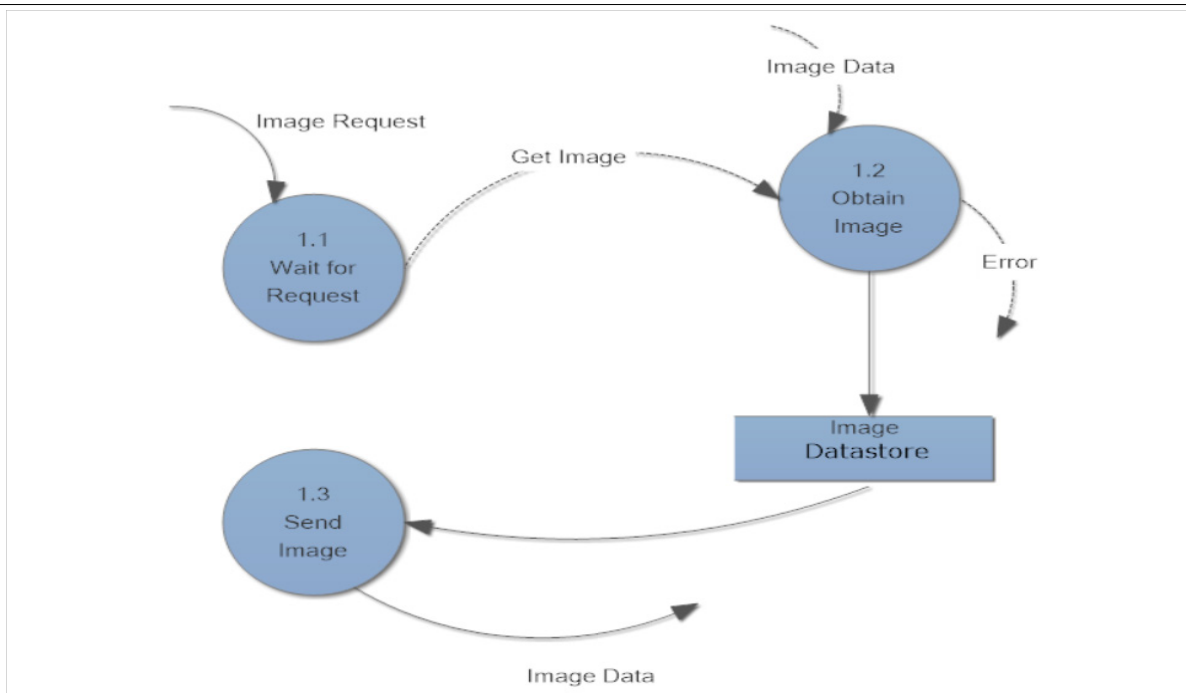 Image Data
Image Request
Get Image
1.2
Obtain
Image
1.1
Wait for
Request
Error
Image
Datastore
1.3
Send
Image
Image Data